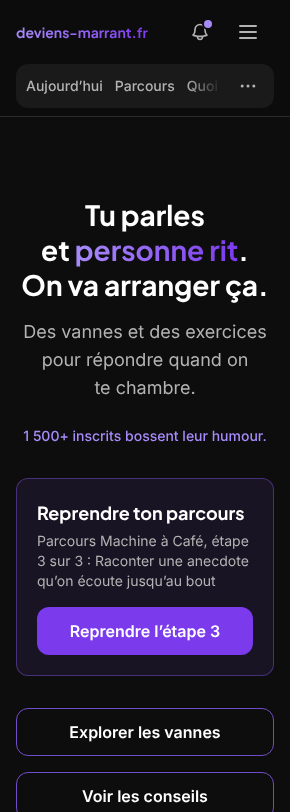 deviens-marrant.fr
Aujourd’hui Parcours Quoi
Tu parles
et personne rit.
On va arranger ça.
Des vannes et des exercices
pour répondre quand on
te chambre.
1 500+ inscrits bossent leur humour.
Reprendre ton parcours
Parcours Machine à Café, étape
3 sur 3 : Raconter une anecdote
qu’on écoute jusqu’au bout
Reprendre l’étape 3
Explorer les vannes
Voir les conseils